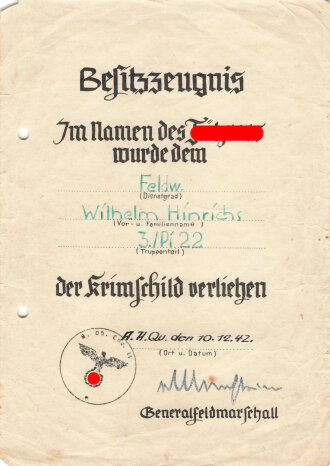 Besitzzeugnis
Im Namen des
wurde dem
Feldw.
(Dienstgrad)
Wilhelm Hinrichs
(Vor- u. Familienname)
3./Pi.22
(Truppenteil)
der Krimschild verliehen
A.H.Qu. den 10.12.42.
(Ort u. Datum)
Generalfeldmarschall